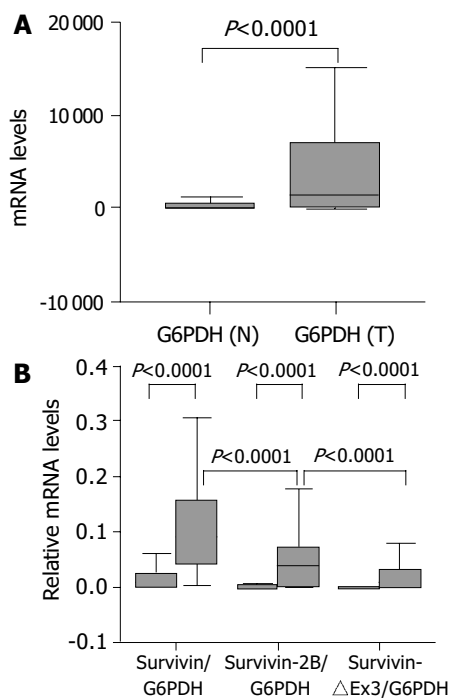 A
20 000
P<0.0001
10 000
mRNA levels
0
-10 000
G6PDH (N) G6PDH (T)
B
0.4
P<0.0001 P<0.0001 P<0.0001
0.3
P<0.0001 P<0.0001
0.2
Relative mRNA levels
0.1
0.0
-0.1
Survivin/ Survivin-2B/ Survivin-
G6PDH G6PDH △Ex3/G6PDH